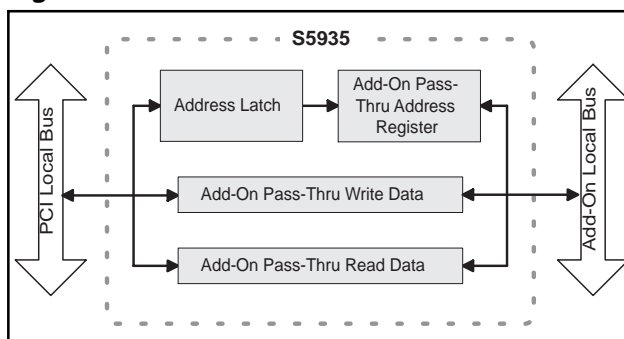 S5935
PCI Local Bus
Address Latch
Add-On Pass-
Thru Address
Register
Add-On Pass-Thru Write Data
Add-On Pass-Thru Read Data
Add-On Local Bus